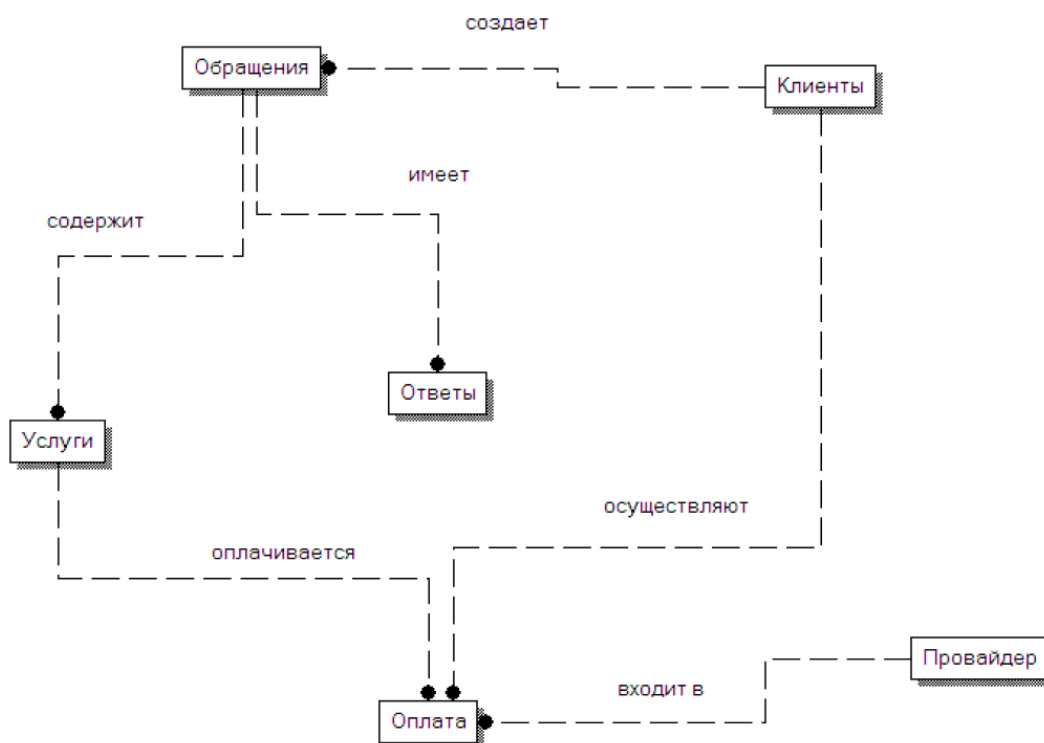 создает
Обращения
Клиенты
имеет
содержит
Ответы
Услуги
осуществляют
оплачивается
Провайдер
входит в
Оплата